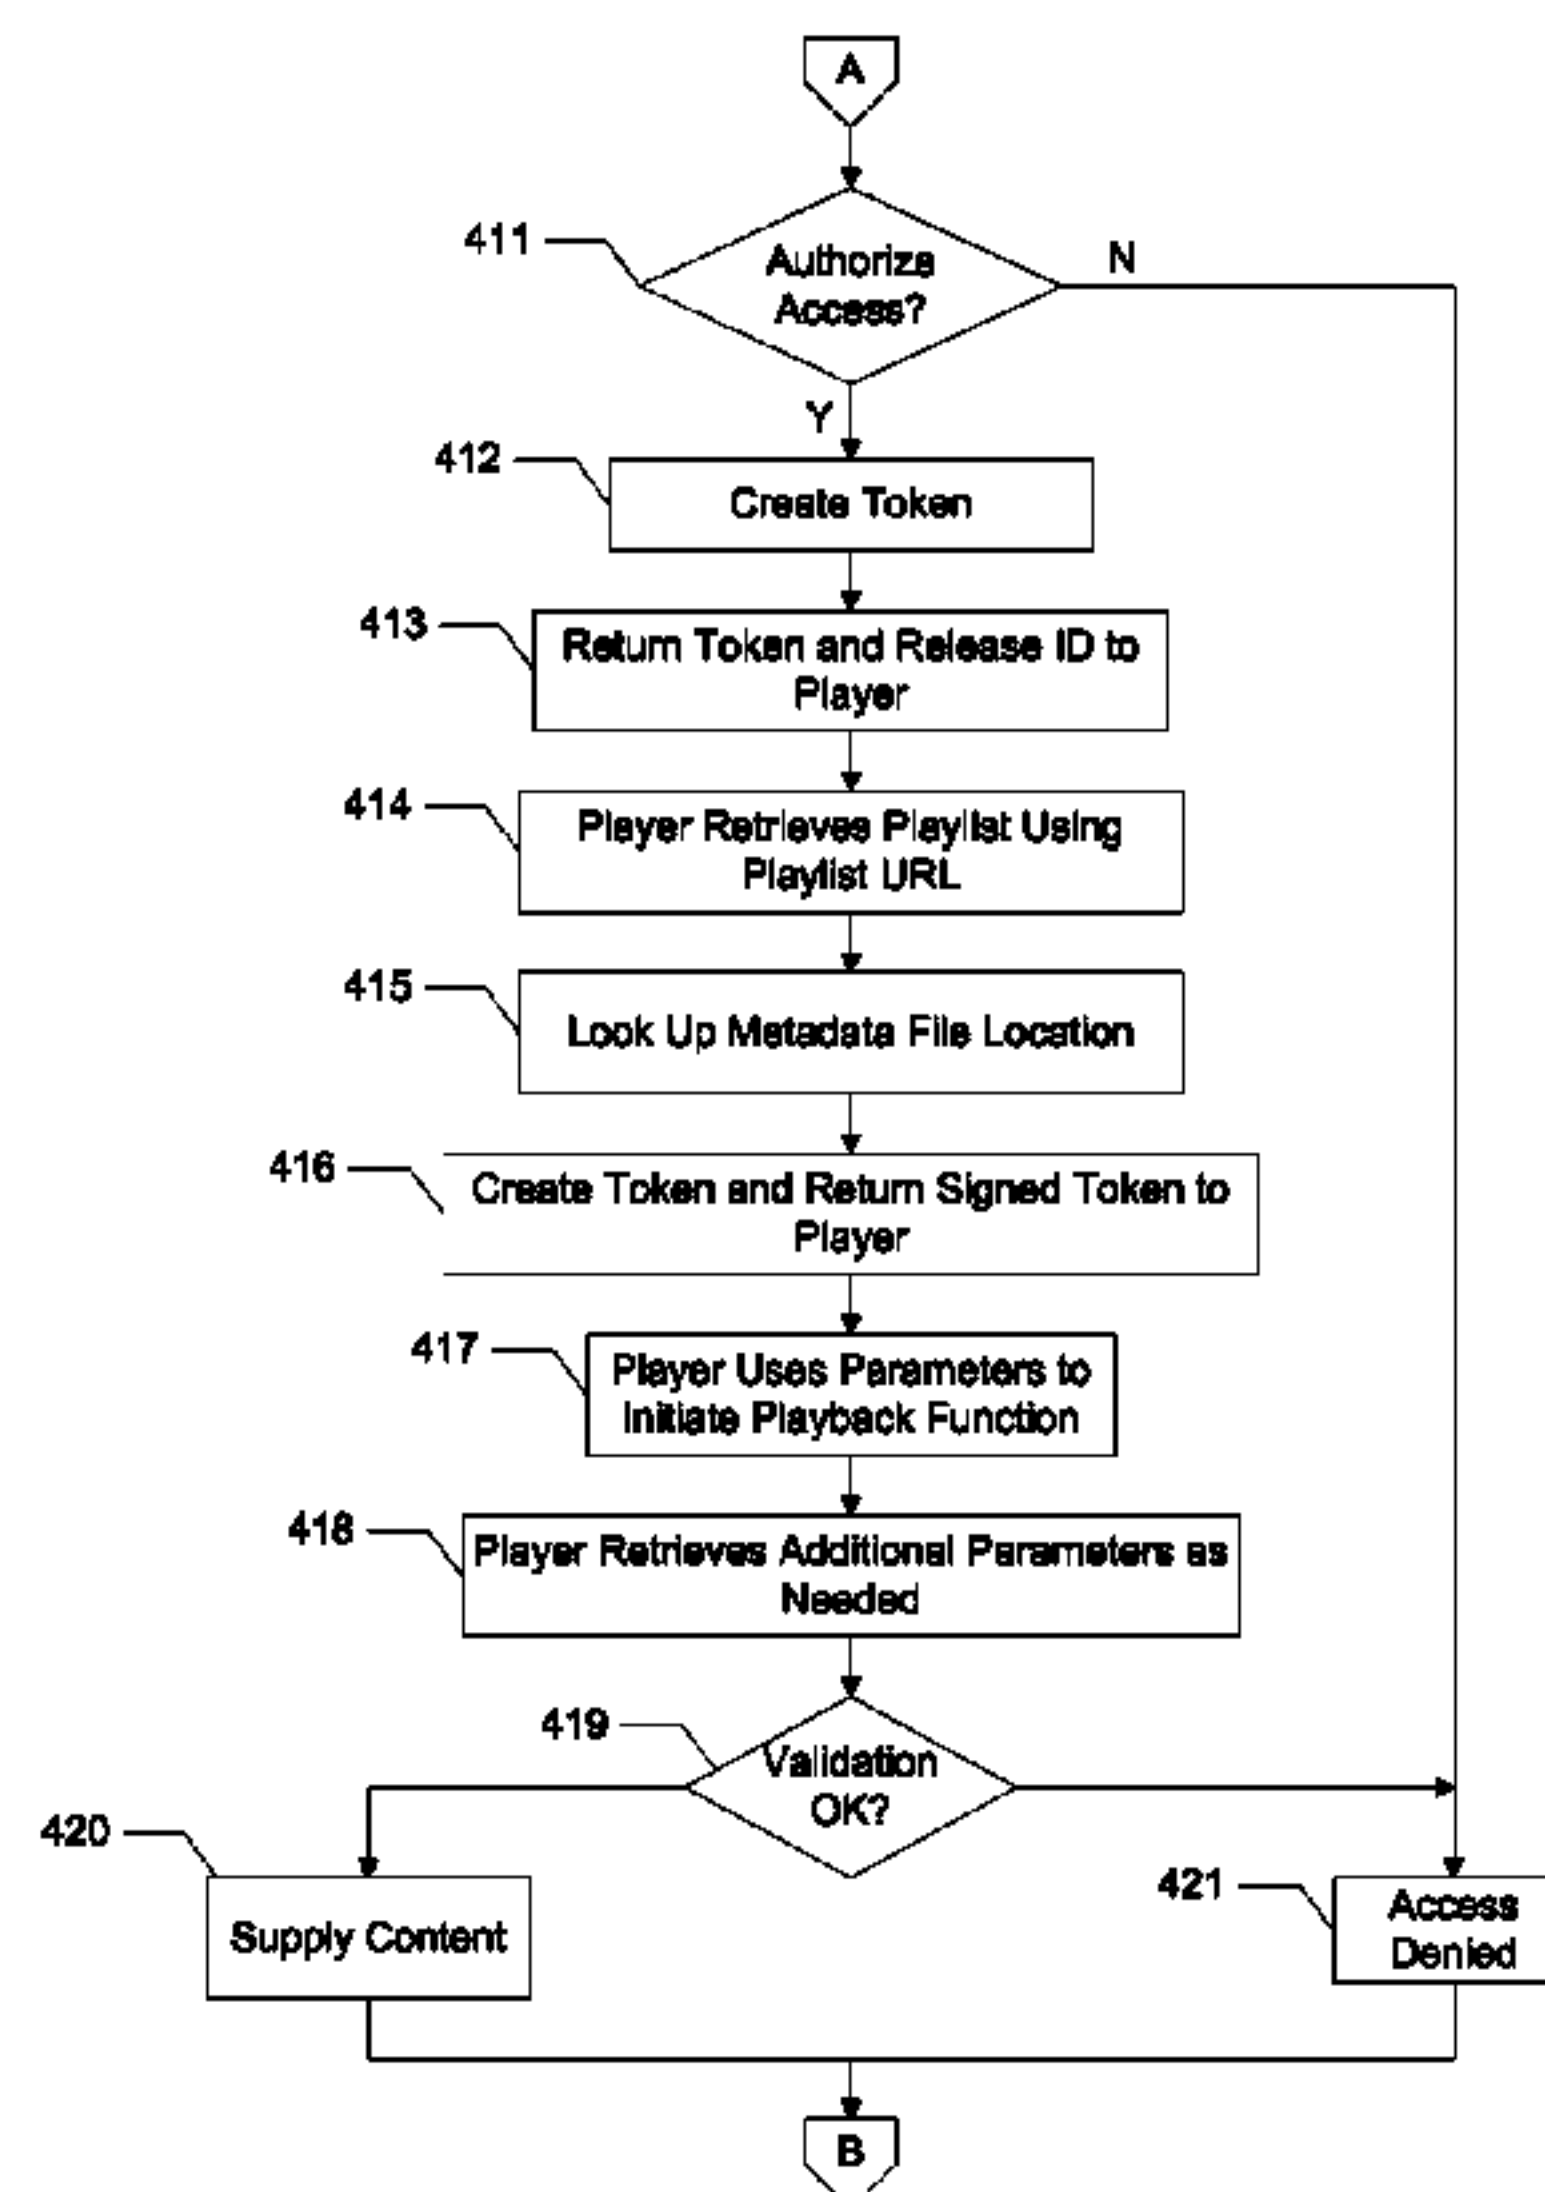 A
411
Authorize
Access?
N
Y
412
Create Token
413
Return Token and Release ID to
Player
414
Player Retrieves Playlist Using
Playlist URL
415
Look Up Metadata File Location
416
Create Token and Return Signed Token to
Player
417
Player Uses Parameters to
Initiate Playback Function
418
Player Retrieves Additional Parameters as
Needed
419
Validation
OK?
420
Supply Content
421
Access
Denied
B